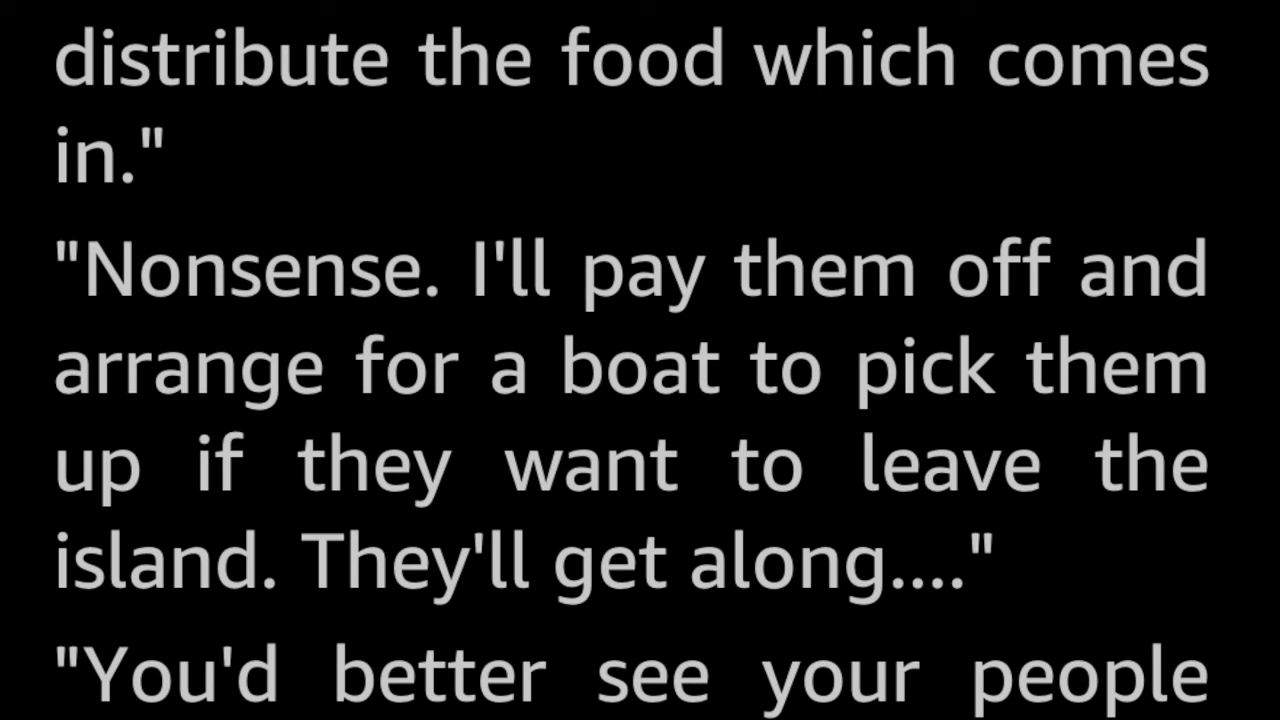 distribute the food which comes
in."
"Nonsense. I'll pay them off and
arrange for a boat to pick them
up if they want to leave the
island. They'll get along...."
"You'd better see your people